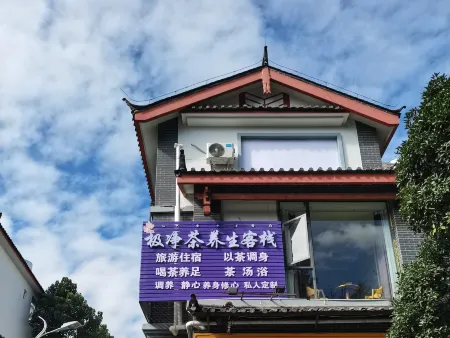 极净茶养生客栈
旅游住宿 以茶调身
喝茶养足 茶汤浴
调养 静心 养身修心 私人定制